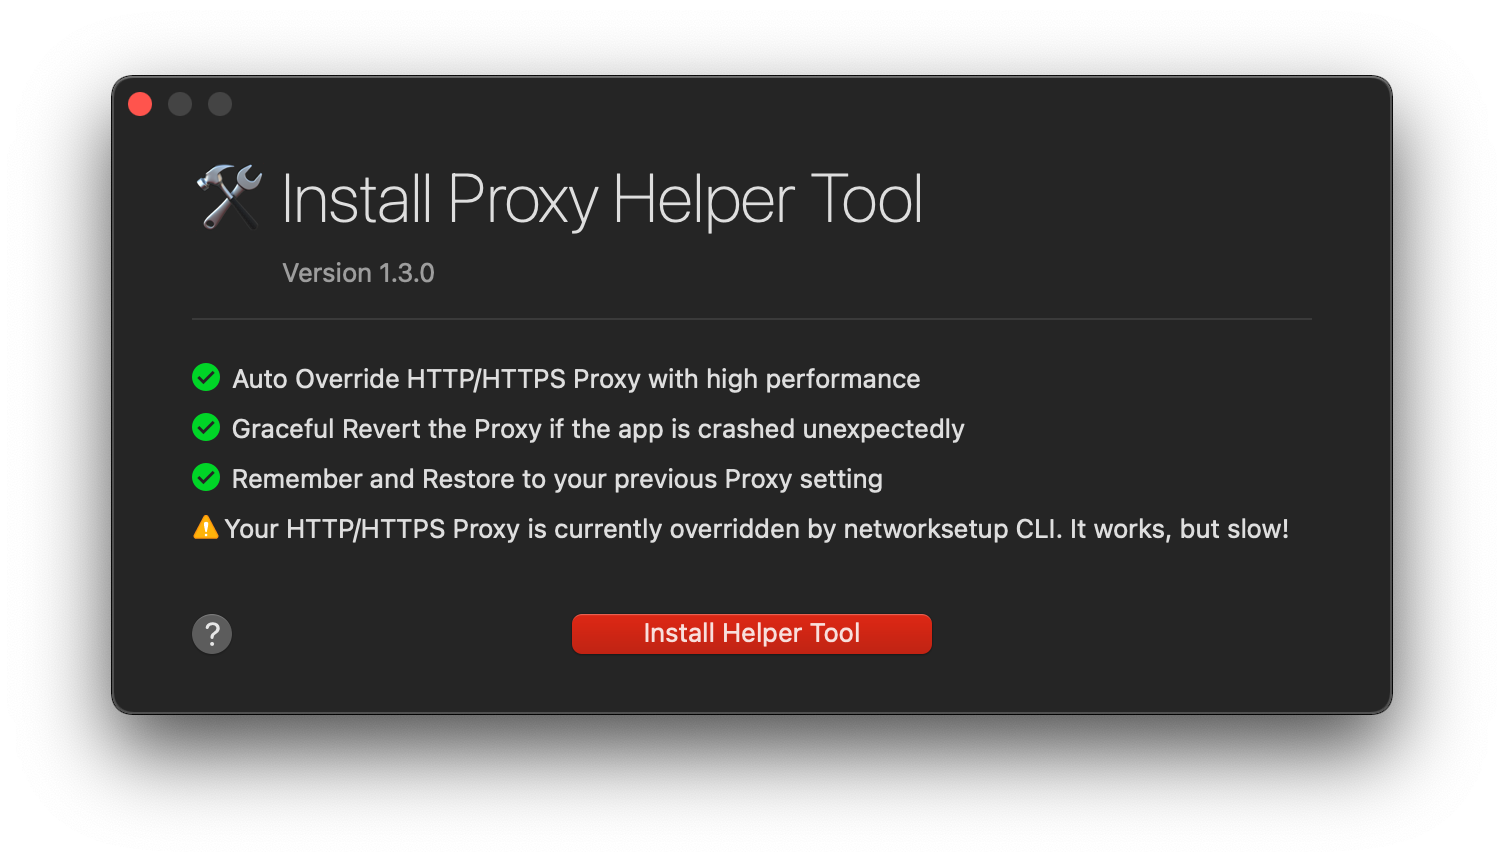 Install Proxy Helper Tool
Version 1.3.0
Auto Override HTTP/HTTPS Proxy with high performance
Graceful Revert the Proxy if the app is crashed unexpectedly
Remember and Restore to your previous Proxy setting
Your HTTP/HTTPS Proxy is currently overridden by networksetup CLI. It works, but slow!
?
Install Helper Tool